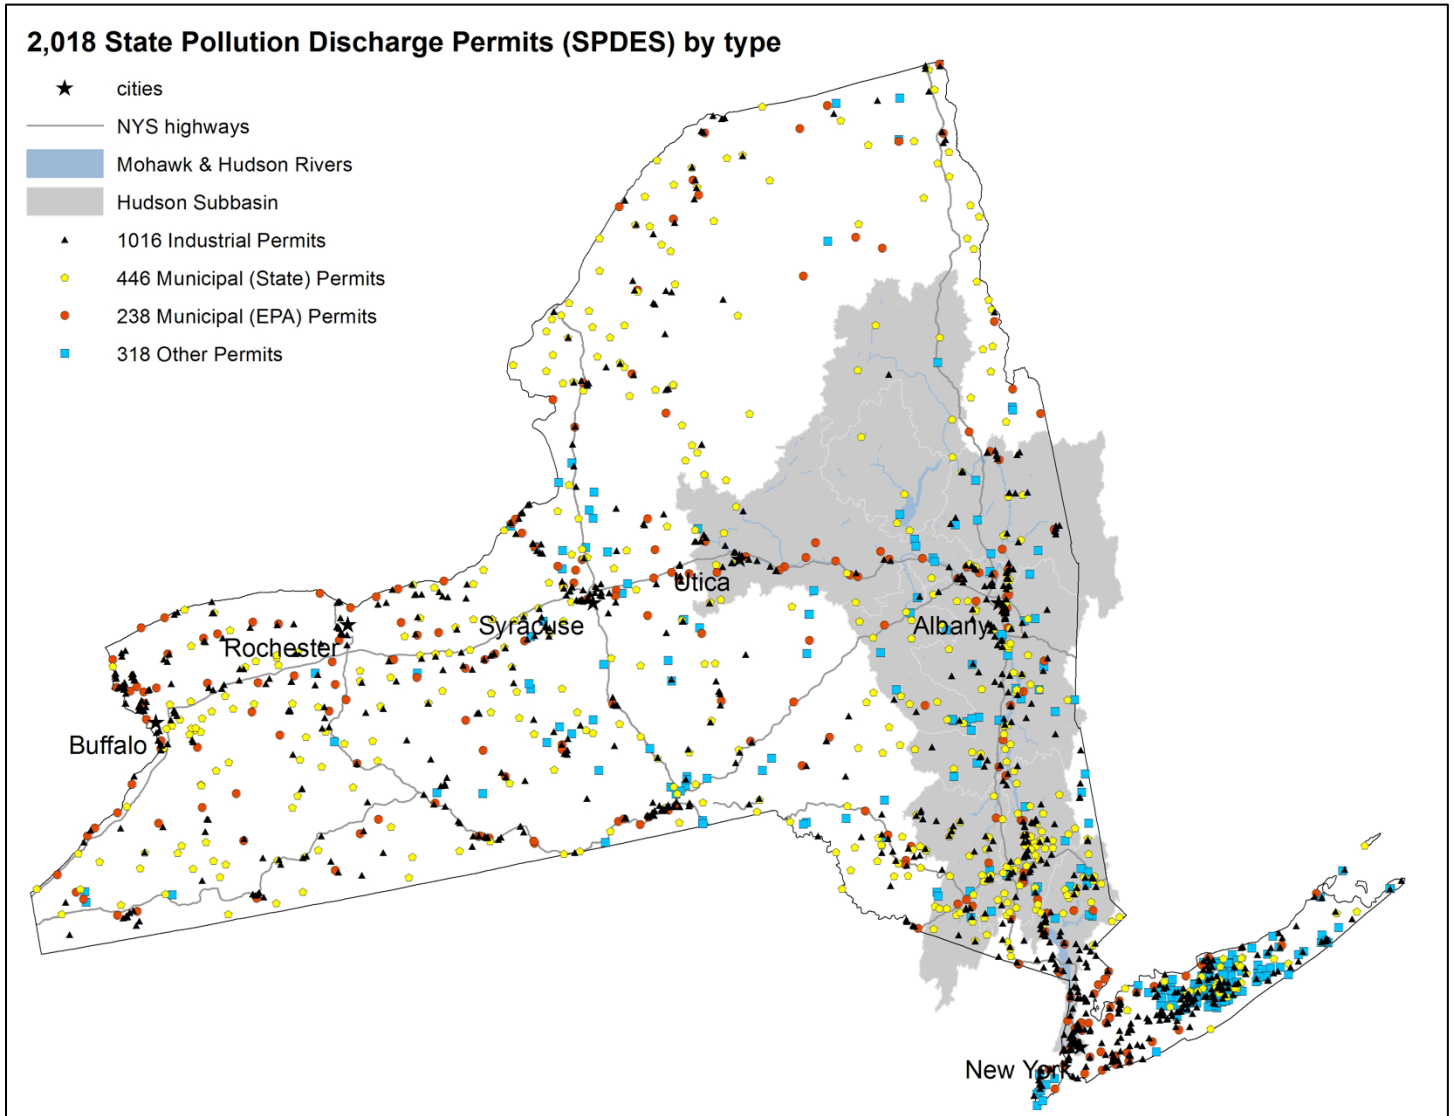 2,018 State Pollution Discharge Permits (SPDES) by type
cities
NYS highways
Mohawk & Hudson Rivers
Hudson Subbasin
1016 Industrial Permits
446 Municipal (State) Permits
238 Municipal (EPA) Permits
318 Other Permits
Utica
Syracuse
Albany
Rochester
Buffalo
New York